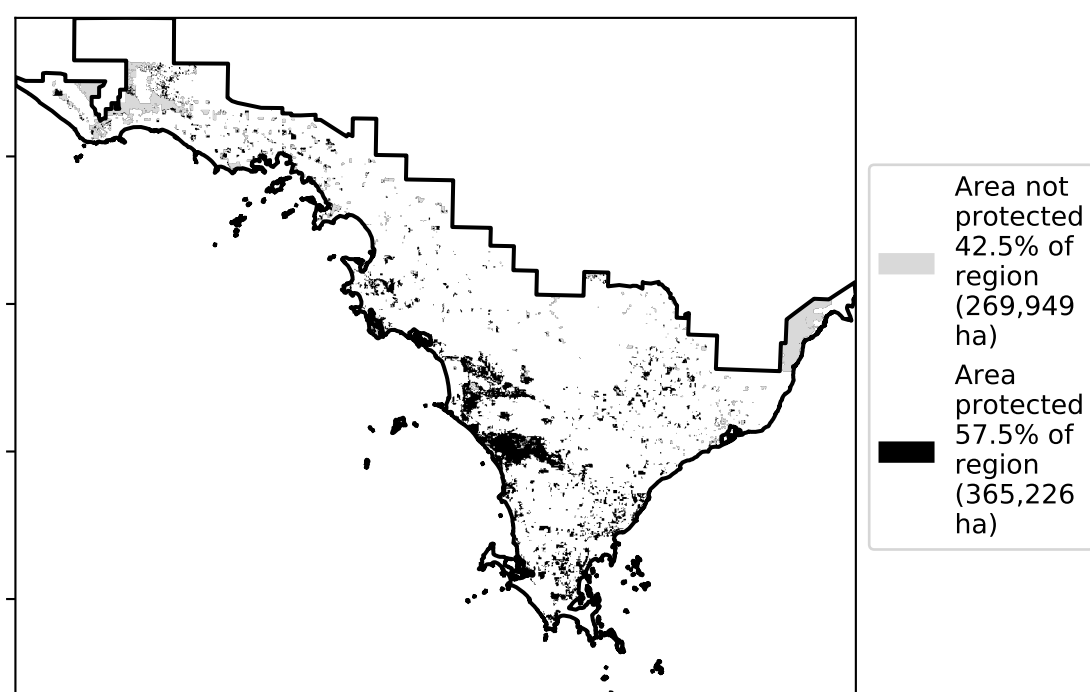 Area not
protected
42.5% of
region
(269,949
ha)
Area
protected
57.5% of
region
(365,226
ha)